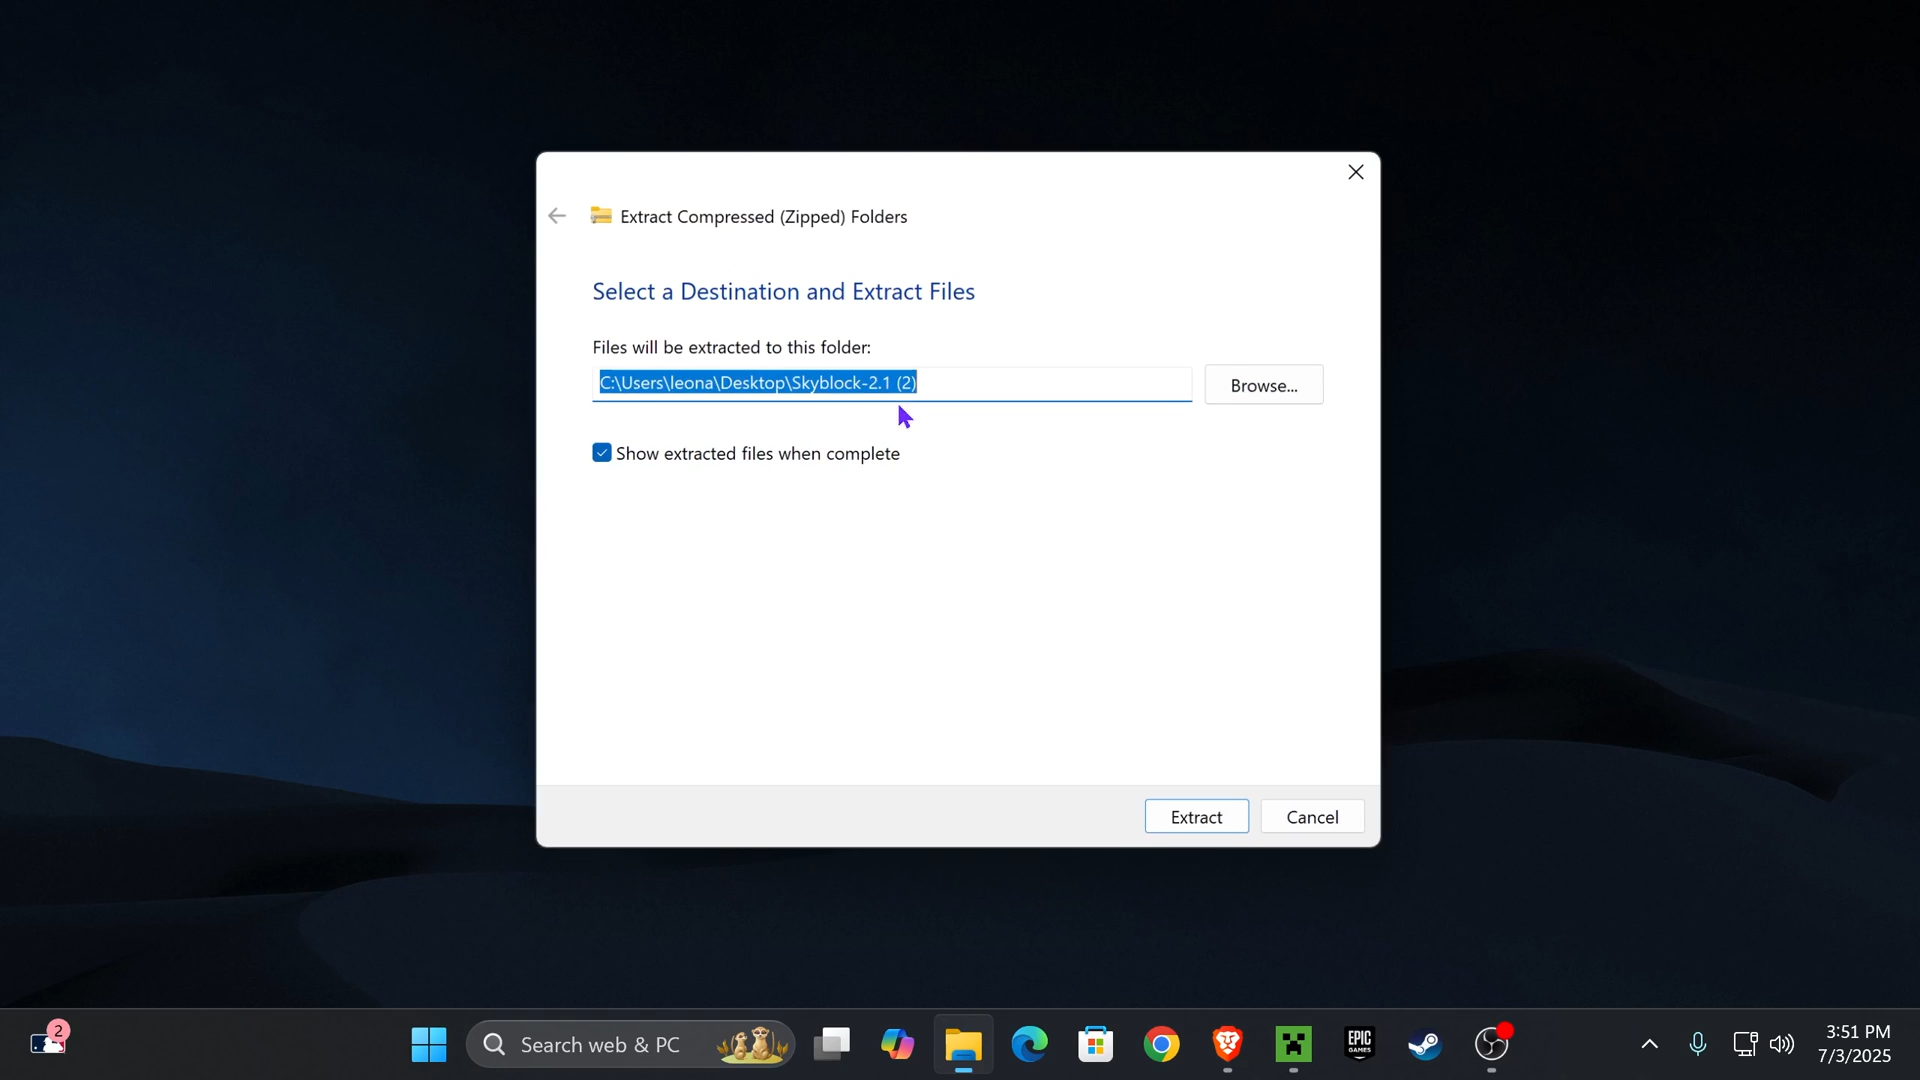 Extract Compressed (Zipped) Folders
Select a Destination and Extract Files
Files will be extracted to this folder:
C:\Users\leona\Desktop\Skyblock-2.1 (2)
Browse...
Show extracted files when complete
Extract
Cancel
2
Search web & PC
EPIC
GAMES
3:51 PM
7/3/2025